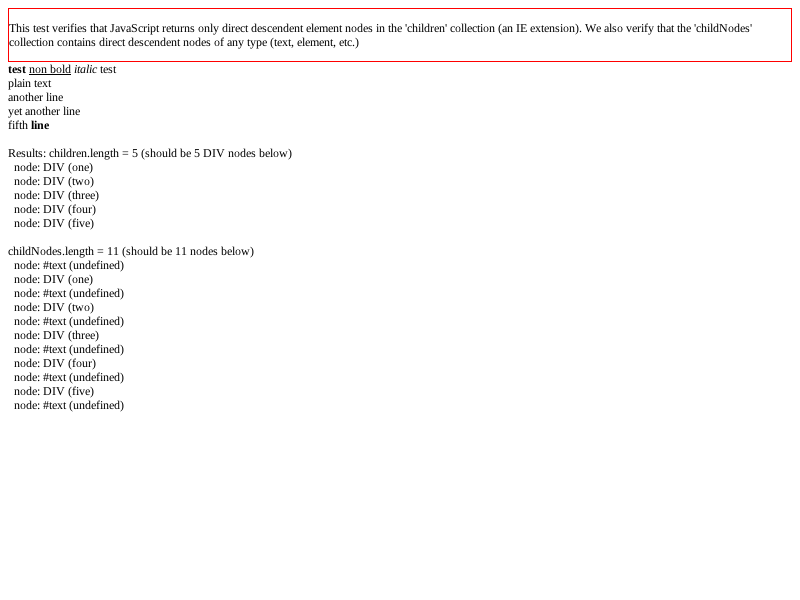 This test verifies that JavaScript returns only direct descendent element nodes in the 'children' collection (an IE extension). We also verify that the 'childNodes'
collection contains direct descendent nodes of any type (text, element, etc.)
test non bold italic test
plain text
another line
yet another line
fifth line
Results: children.length = 5 (should be 5 DIV nodes below)
node: DIV (one)
node: DIV (two)
node: DIV (three)
node: DIV (four)
node: DIV (five)
childNodes.length = 11 (should be 11 nodes below)
node: #text (undefined)
node: DIV (one)
node: #text (undefined)
node: DIV (two)
node: #text (undefined)
node: DIV (three)
node: #text (undefined)
node: DIV (four)
node: #text (undefined)
node: DIV (five)
node: #text (undefined)